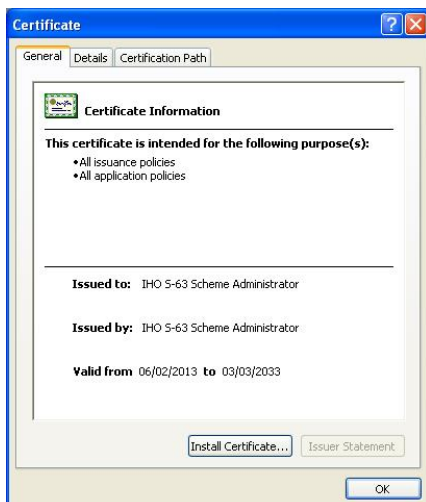 Certificate
General Details Certification Path
Certificate Information
This certificate is intended for the following purpose(s):
•All issuance policies
•All application policies
Issued to: IHO S-63 Scheme Administrator
Issued by: IHO S-63 Scheme Administrator
Valid from 06/02/2013 to 03/03/2033
Install Certificate... Issuer Statement
OK